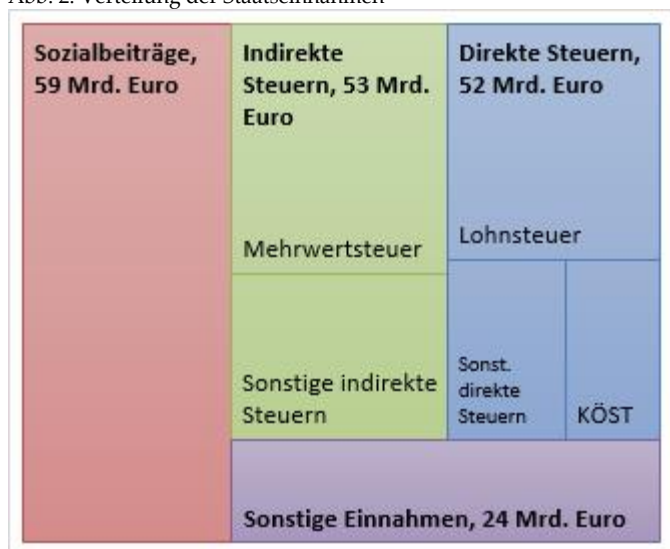 Abb. 2: Verteilung der Staatseinnahmen
Sozialbeiträge,
59 Mrd. Euro
Indirekte
Steuern, 53 Mrd.
Euro
Mehrwertsteuer
Sonstige indirekte
Steuern
Direkte Steuern,
52 Mrd. Euro
Lohnsteuer
Sonst.
direkte
Steuern
KÖST
Sonstige Einnahmen, 24 Mrd. Euro